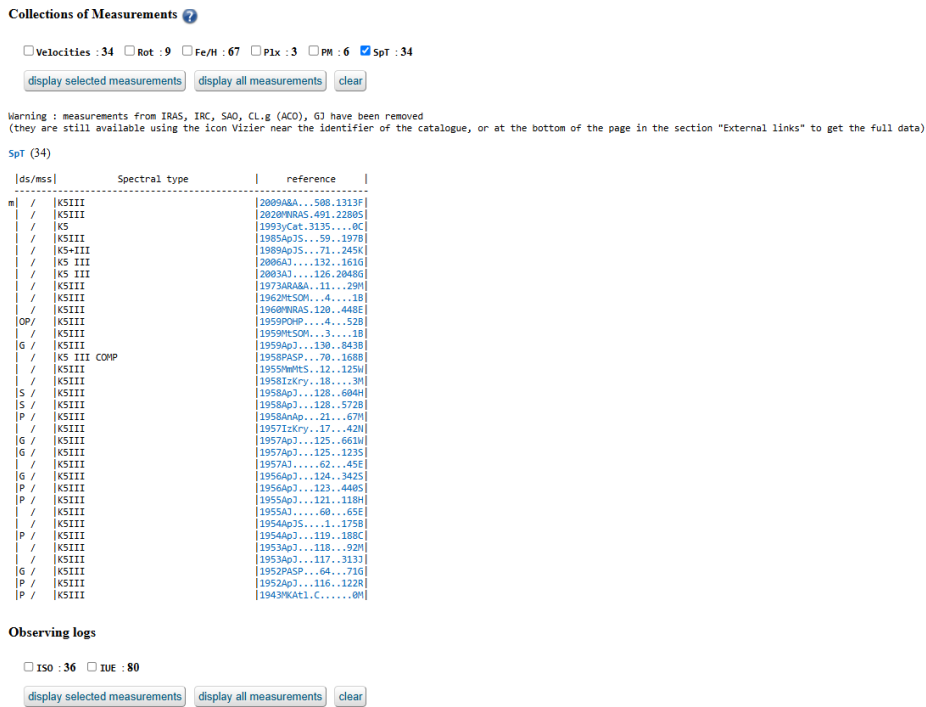 Collections of Measurements ?
Velocities : 34 Rot : 9 Fe/H : 67 Plx : 3 PM : 6 SpT : 34
display selected measurements display all measurements clear
Warning : measurements from IRAS, IRC, SAO, CL.g (ACO), GJ have been removed
(they are still available using the icon Vizier near the identifier of the catalogue, or at the bottom of the page in the section "External links" to get the full data)
SpT (34)
|ds/mss| Spectral type | reference |
--------------------------------------------------------------
m| / |K5III |2009A&A...508.1313F|
| / |K5III |2020MNRAS.491.2280S|
| / |K5 |1993yCat.3135....0C|
| / |K5III |1985ApJS...59..197B|
| / |K5+III |1989ApJS...71..245K|
| / |K5 III |2006AJ....132..161G|
| / |K5 III |2003AJ....126.2048G|
| / |K5III |1973ARA&A..11...29M|
| / |K5III |1962MtSOM...4....1B|
| / |K5III |1960MNRAS.120..448E|
|OP/ |K5III |1959POHP....4...52B|
| / |K5III |1959MtSOM...3....1B|
|G / |K5III |1959ApJ...130..843B|
| / |K5 III COMP |1958PASP...70..168B|
| / |K5III |1955MmMtS..12..125W|
| / |K5III |1958IzKry..18....3M|
|S / |K5III |1958ApJ...128..604H|
|S / |K5III |1958ApJ...128..572B|
|P / |K5III |1958AnAp...21...67M|
| / |K5III |1957IzKry..17...42N|
|G / |K5III |1957ApJ...125..661W|
|G / |K5III |1957ApJ...125..123S|
| / |K5III |1957AJ.....62...45E|
|G / |K5III |1956ApJ...124..342S|
|P / |K5III |1956ApJ...123..440S|
|P / |K5III |1955ApJ...121..118H|
| / |K5III |1955AJ.....60...65E|
| / |K5III |1954ApJS....1..175B|
|P / |K5III |1954ApJ...119..188C|
| / |K5III |1953ApJ...118...92M|
| / |K5III |1953ApJ...117..313J|
|G / |K5III |1952PASP...64...71G|
|P / |K5III |1952ApJ...116..122R|
|P / |K5III |1943MKAtl.C......0M|
Observing logs
ISO : 36 IUE : 80
display selected measurements display all measurements clear